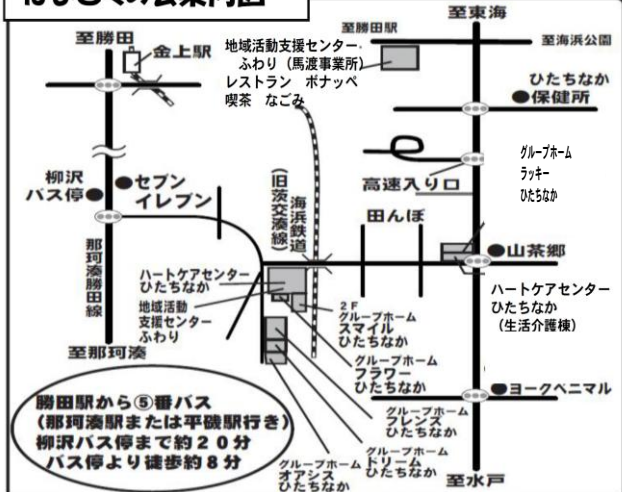 至勝田
金上駅
地域活動支援センター
ふわり（馬渡事業所）
レストラン　ボナッペ
喫茶　なごみ
至勝田駅
至東海
至海浜公園
ひたちなか
●保健所
グループホーム
ラッキー
ひたちなか
高速入り口
柳沢
バス停●
●セブン
イレブン
海浜鉄道
（旧茨交湊線）
田んぼ
●山茶郷
那珂湊勝田線
ハートケアセンター
ひたちなか
地域活動
支援センター
ふわり
ハートケアセンター
ひたちなか
（生活介護棟）
２Ｆ
グループホーム
スマイル
ひたちなか
グループホーム
フラワー
ひたちなか
至那珂湊
●ヨークベニマル
グループホーム
フレンズ
ひたちなか
グループホーム
ドリーム
ひたちなか
グループホーム
オアシス
ひたちなか
至水戸
勝田駅から⑤番バス
（那珂湊駅または平磯駅行き）
柳沢バス停まで約２０分
バス停より徒歩約８分